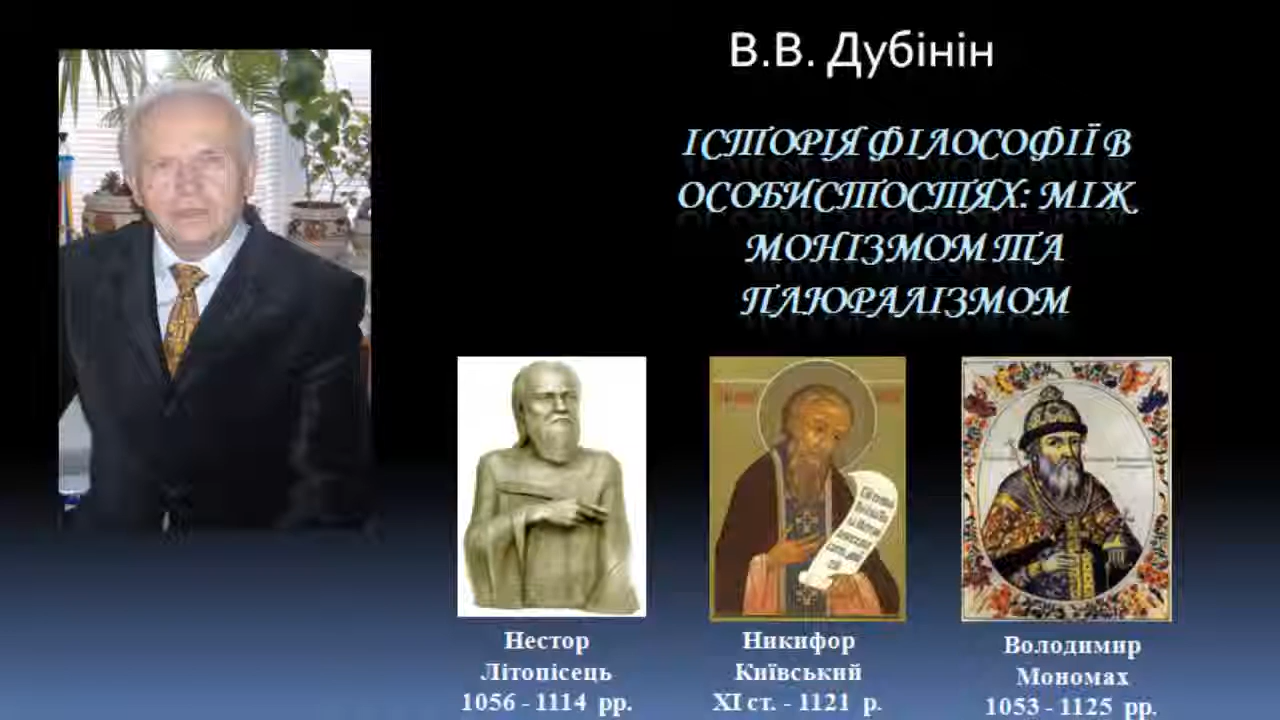 В.В. Дубінін
ІСТОРІЯ ФІЛОСОФІЇ В
ОСОБИСТОСТЯХ: МІЖ
МОНІЗМОМ ТА
ПЛЮРАЛІЗМОМ
Нестор
Літопісець
1056 - 1114 рр.
Никифор
Київський
XI ст. - 1121 р.
Володимир
Мономах
1053 - 1125 рр.